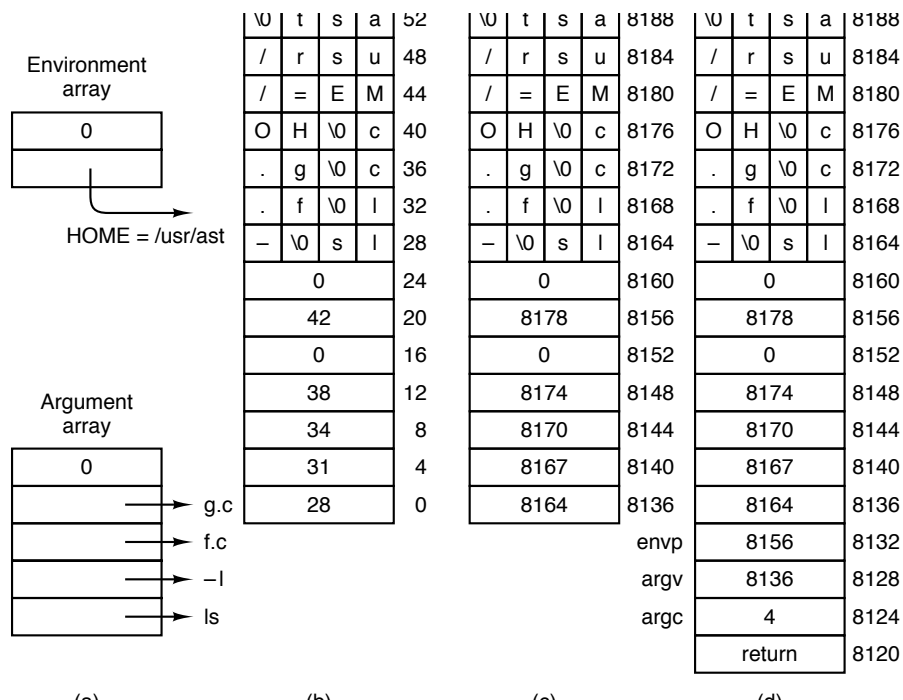 \0 t s a 52 \0 t s a 8188 \0 t s a 8188
/ r s u 48 / r s u 8184 / r s u 8184
Environment
array
/ = E M 44 / = E M 8180 / = E M 8180
0 O H \0 c 40 O H \0 c 8176 O H \0 c 8176
. g \0 c 36 . g \0 c 8172 . g \0 c 8172
. f \0 l 32 . f \0 l 8168 . f \0 l 8168
HOME = /usr/ast – \0 s l 28 – \0 s l 8164 – \0 s l 8164
0 24 0 8160 0 8160
42 20 8178 8156 8178 8156
0 16 0 8152 0 8152
38 12 8174 8148 8174 8148
Argument
array
34 8 8170 8144 8170 8144
0 31 4 8167 8140 8167 8140
g.c 28 0 8164 8136 8164 8136
f.c envp 8156 8132
–l argv 8136 8128
ls argc 4 8124
return 8120
(a) (b) (c) (d)